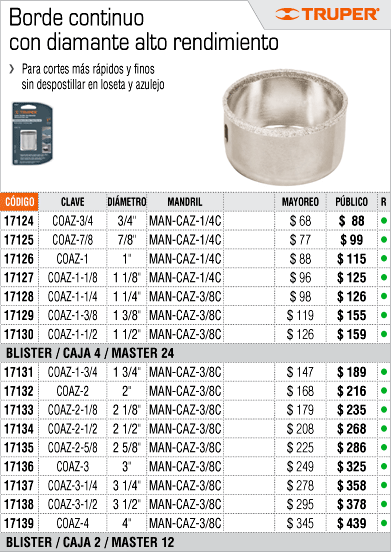 TRUPER®
Borde continuo
con diamante alto rendimiento
Para cortes más rápidos y finos
sin despostillar en loseta y azulejo
TRUPER
CÓDIGO CLAVE DIÁMETRO MANDRIL MAYOREO PÚBLICO R
17124 COAZ-3/4 3/4" MAN-CAZ-1/4C $ 68 $ 88
17125 COAZ-7/8 7/8" MAN-CAZ-1/4C $ 77 $ 99
17126 COAZ-1 1" MAN-CAZ-1/4C $ 88 $ 115
17127 COAZ-1-1/8 1 1/8" MAN-CAZ-1/4C $ 96 $ 125
17128 COAZ-1-1/4 1 1/4" MAN-CAZ-3/8C $ 98 $ 126
17129 COAZ-1-3/8 1 3/8" MAN-CAZ-3/8C $ 119 $ 155
17130 COAZ-1-1/2 1 1/2" MAN-CAZ-3/8C $ 126 $ 159
BLISTER / CAJA 4 / MASTER 24
17131 COAZ-1-3/4 1 3/4" MAN-CAZ-3/8C $ 147 $ 189
17132 COAZ-2 2" MAN-CAZ-3/8C $ 168 $ 216
17133 COAZ-2-1/8 2 1/8" MAN-CAZ-3/8C $ 179 $ 235
17134 COAZ-2-1/2 2 1/2" MAN-CAZ-3/8C $ 208 $ 268
17135 COAZ-2-5/8 2 5/8" MAN-CAZ-3/8C $ 225 $ 286
17136 COAZ-3 3" MAN-CAZ-3/8C $ 249 $ 325
17137 COAZ-3-1/4 3 1/4" MAN-CAZ-3/8C $ 278 $ 358
17138 COAZ-3-1/2 3 1/2" MAN-CAZ-3/8C $ 295 $ 378
17139 COAZ-4 4" MAN-CAZ-3/8C $ 345 $ 439
BLISTER / CAJA 2 / MASTER 12